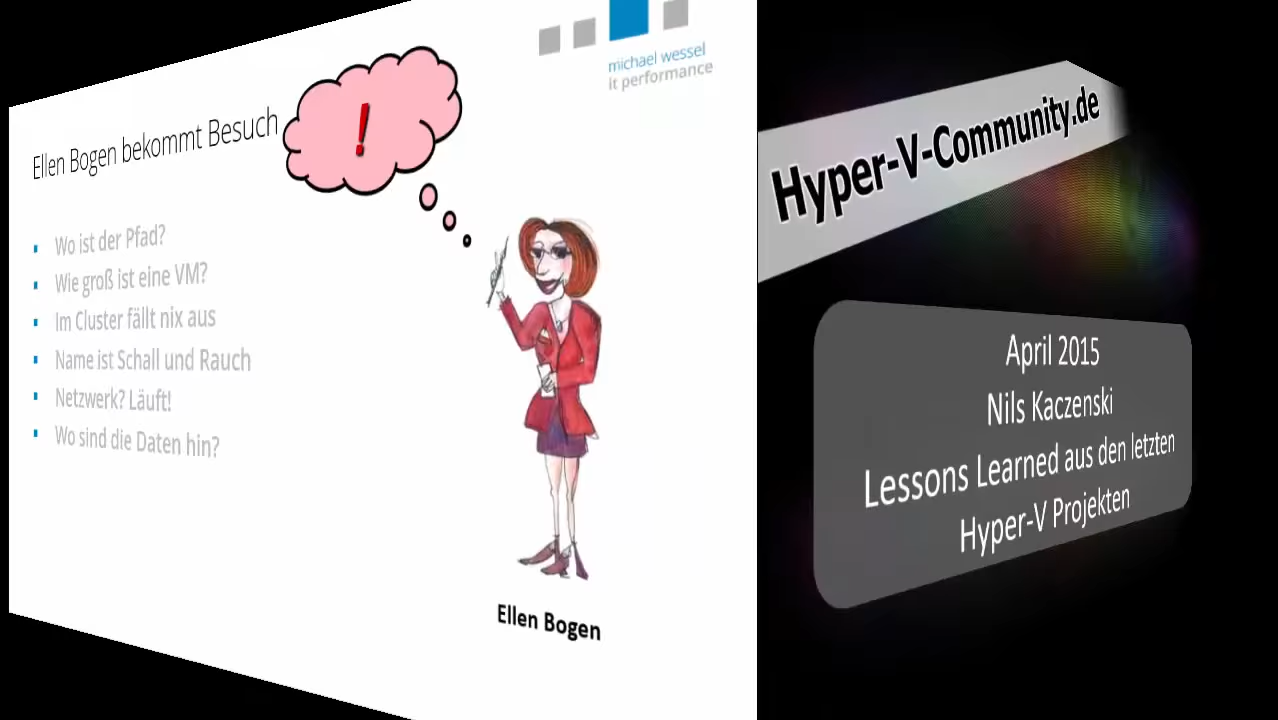 michael wessel
it performance
Ellen Bogen bekommt Besuch
!
Wo ist der Pfad?
Wie groß ist eine VM?
Im Cluster fällt nix aus
Name ist Schall und Rauch
Netzwerk? Läuft!
Wo sind die Daten hin?
Ellen Bogen
Hyper-V-Community.de
April 2015
Nils Kaczenski
Lessons Learned aus den letzten
Hyper-V Projekten